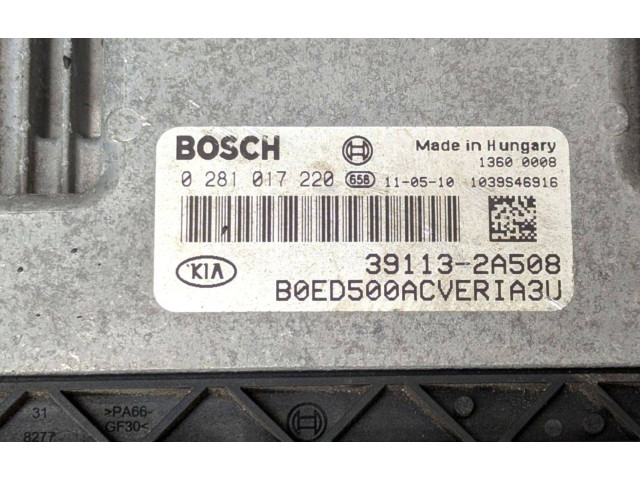 BOSCH Made in Hungary
1360 0008
0 281 017 220 658 11-05-10 1039S46916
KIA 39113-2A508
B0ED500ACVERIA3U
31 >PA66-
8277 GF30<